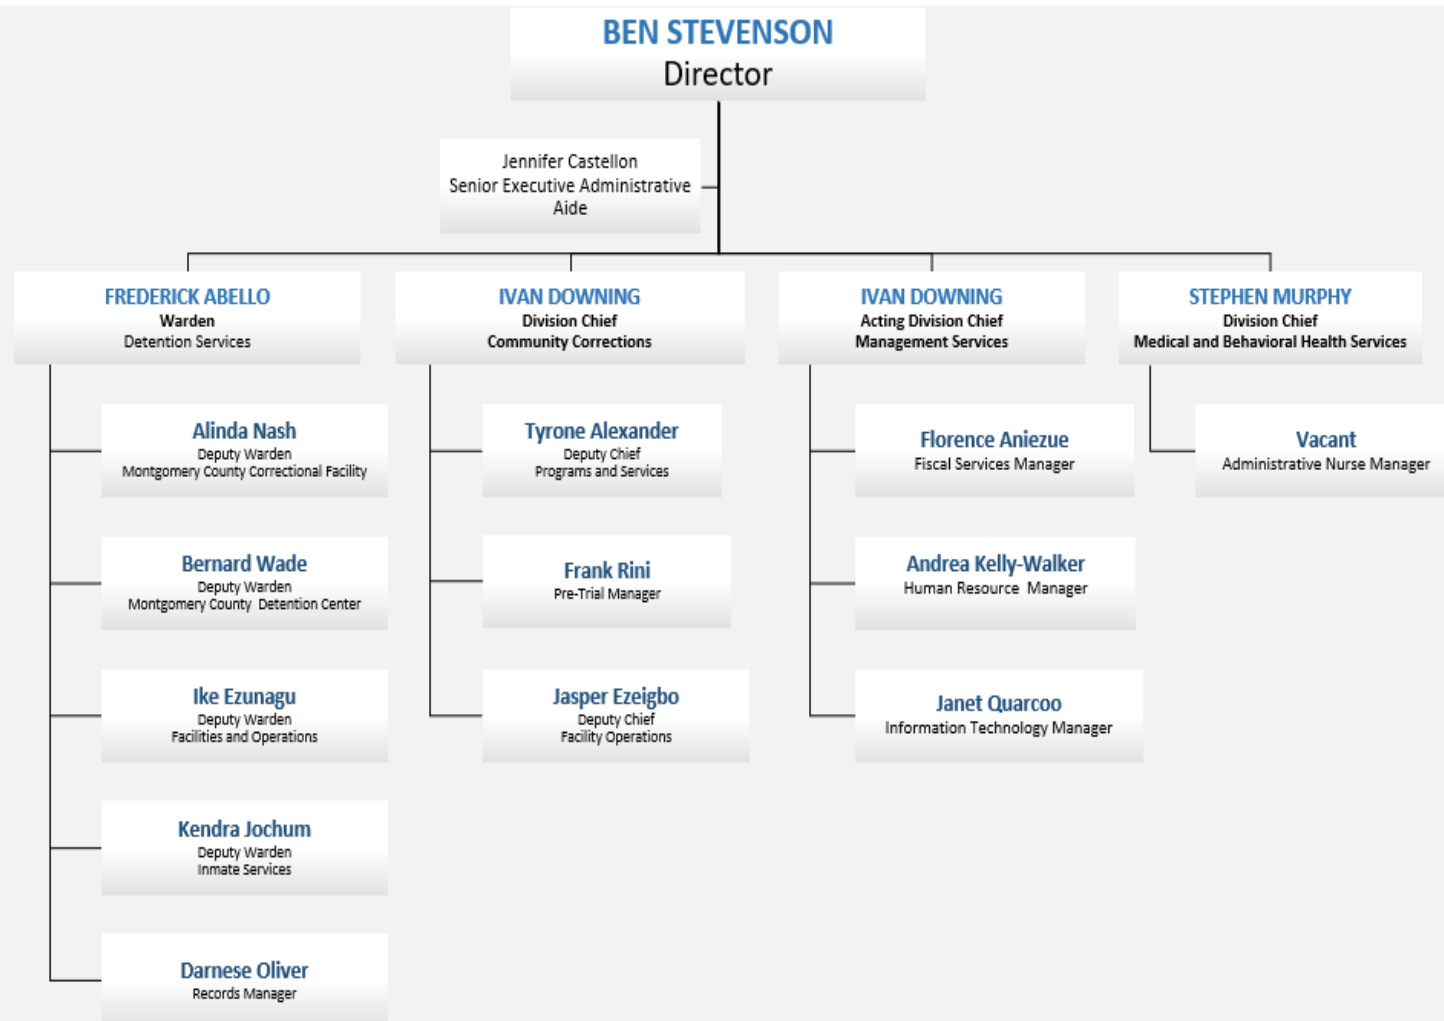 BEN STEVENSON
Director
Jennifer Castellon
Senior Executive Administrative
Aide
FREDERICK ABELLO
Warden
Detention Services
Alinda Nash
Deputy Warden
Montgomery County Correctional Facility
Bernard Wade
Deputy Warden
Montgomery County Detention Center
Ike Ezunagu
Deputy Warden
Facilities and Operations
Kendra Jochum
Deputy Warden
Inmate Services
Darnese Oliver
Records Manager
IVAN DOWNING
Division Chief
Community Corrections
Tyrone Alexander
Deputy Chief
Programs and Services
Frank Rini
Pre-Trial Manager
Jasper Ezeigbo
Deputy Chief
Facility Operations
IVAN DOWNING
Acting Division Chief
Management Services
Florence Aniezue
Fiscal Services Manager
Andrea Kelly-Walker
Human Resource Manager
Janet Quarcoo
Information Technology Manager
STEPHEN MURPHY
Division Chief
Medical and Behavioral Health Services
Vacant
Administrative Nurse Manager